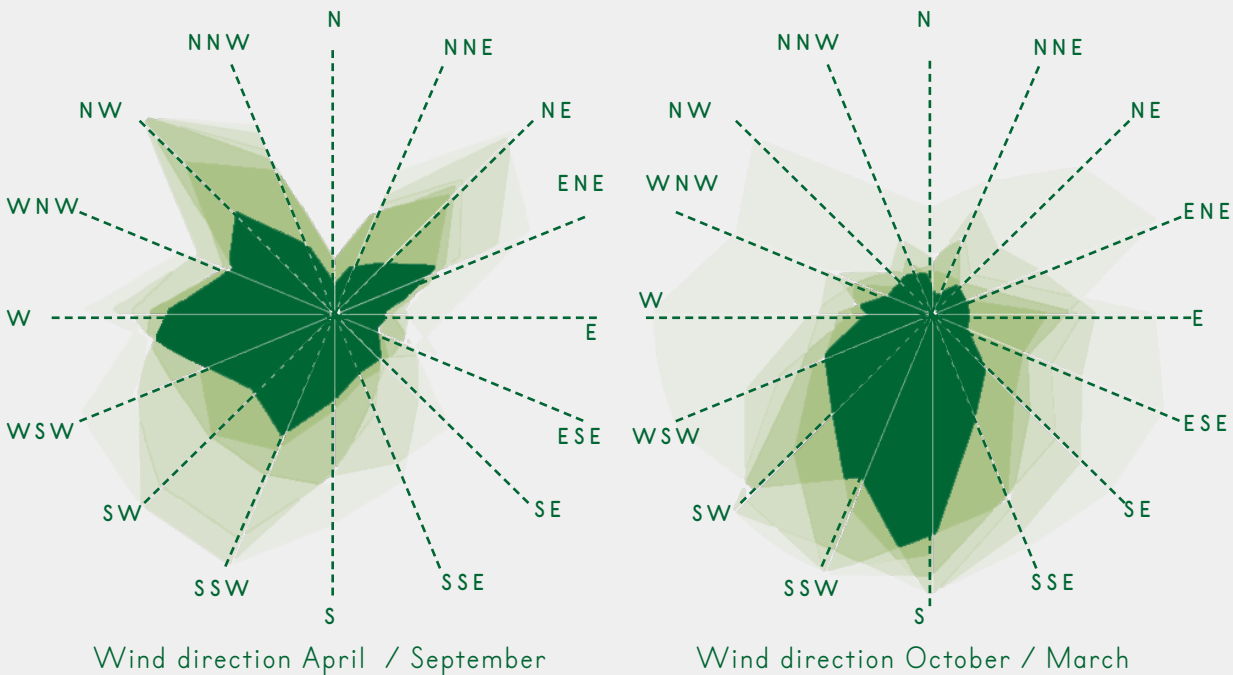 N
NNW
NNE
NW
NE
ENE
WNW
W
E
WSW
ESE
SW
SE
SSW
SSE
S
Wind direction April / September
N
NNW
NNE
NW
NE
WNW
ENE
W
E
WSW
ESE
SW
SE
SSW
SSE
S
Wind direction October / March